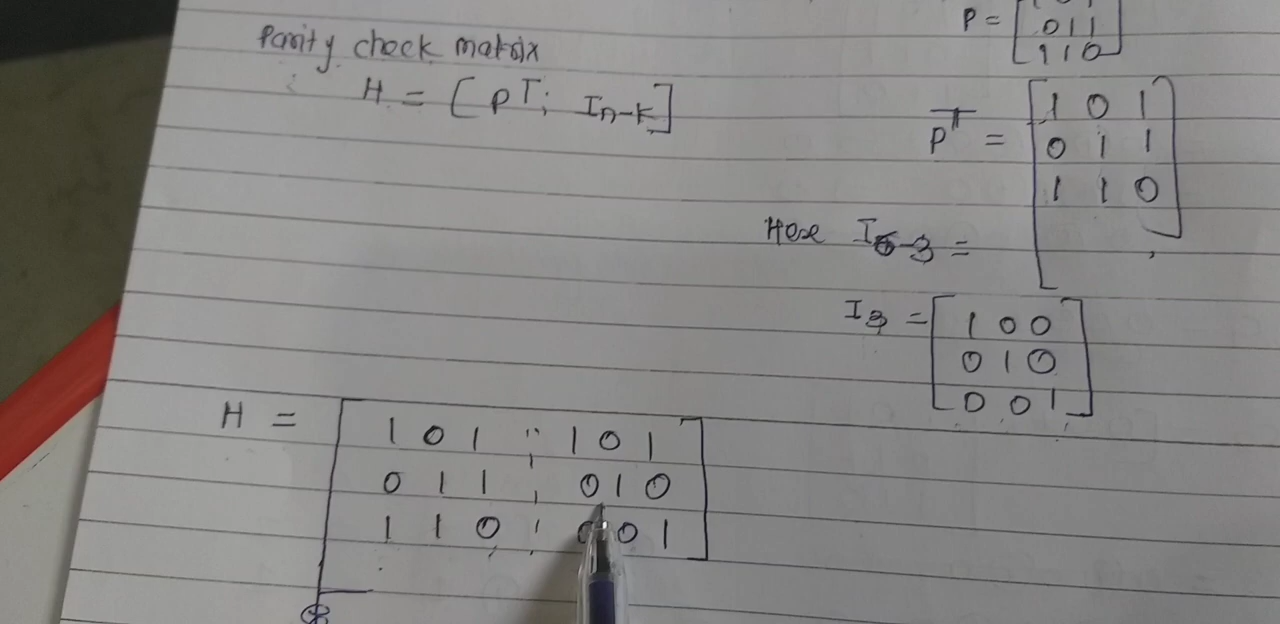 Parity check matrix
H = [ P^T ; I_n-k ]
P = [
0 1 1
1 1 0 ]
P^T = [ 1 0 1
0 1 1
1 1 0 ]
Here I_6-3 =
I_3 = [ 1 0 0
0 1 0
0 0 1 ]
H = [ 1 0 1 ¦ 1 0 1
0 1 1 ¦ 0 1 0
1 1 0 ¦ 0 0 1 ]